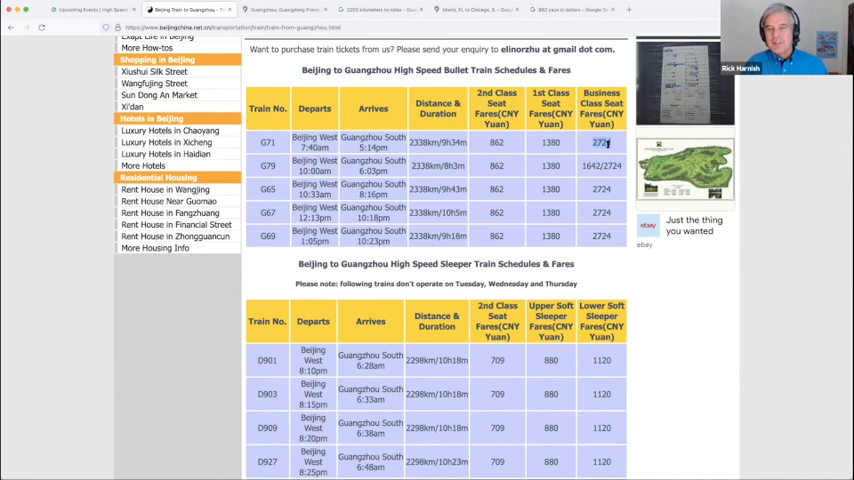 Upcoming Events | High Speed
Beijing Train to Guangzhou - Ti
Guangzhou, Guangdong Provinc
2200 kilometers to miles - Goo
Miami, FL to Chicago, IL - Goog
882 yaun in dollars - Google Se
https://www.beijingchina.net.cn/transportation/train/train-from-guangzhou.html
Rick Harnish
Exapt Life in Beijing
More How-tos
Shopping in Beijing
Xiushui Silk Street
Wangfujing Street
Sun Dong An Market
Xi'dan
Hotels in Beijing
Luxury Hotels in Chaoyang
Luxury Hotels in Xicheng
Luxury Hotels in Haidian
More Hotels
Residential Housing
Rent House in Wangjing
Rent House Near Guomao
Rent House in Fangzhuang
Rent House in Financial Street
Rent House in Zhongguancun
More Housing Info
Want to purchase train tickets from us? Please send your enquiry to elinorzhu at gmail dot com.
Beijing to Guangzhou High Speed Bullet Train Schedules & Fares
Train No. Departs Arrives Distance & Duration 2nd Class Seat Fares(CNY Yuan) 1st Class Seat Fares(CNY Yuan) Business Class Seat Fares(CNY Yuan)
G71 Beijing West 7:40am Guangzhou South 5:14pm 2338km/9h34m 862 1380 2724
G79 Beijing West 10:00am Guangzhou South 6:03pm 2338km/8h3m 862 1380 1642/2724
G65 Beijing West 10:33am Guangzhou South 8:16pm 2338km/9h43m 862 1380 2724
G67 Beijing West 12:13pm Guangzhou South 10:18pm 2338km/10h5m 862 1380 2724
G69 Beijing West 1:05pm Guangzhou South 10:23pm 2338km/9h18m 862 1380 2724
Beijing to Guangzhou High Speed Sleeper Train Schedules & Fares
Please note: following trains don't operate on Tuesday, Wednesday and Thursday
Train No. Departs Arrives Distance & Duration 2nd Class Seat Fares(CNY Yuan) Upper Soft Sleeper Fares(CNY Yuan) Lower Soft Sleeper Fares(CNY Yuan)
D901 Beijing West 8:10pm Guangzhou South 6:28am 2298km/10h18m 709 880 1120
D903 Beijing West 8:15pm Guangzhou South 6:33am 2298km/10h18m 709 880 1120
D909 Beijing West 8:20pm Guangzhou South 6:38am 2298km/10h18m 709 880 1120
D927 Beijing West 8:25pm Guangzhou South 6:48am 2298km/10h23m 709 880 1120
ebay
Just the thing
you wanted
ebay